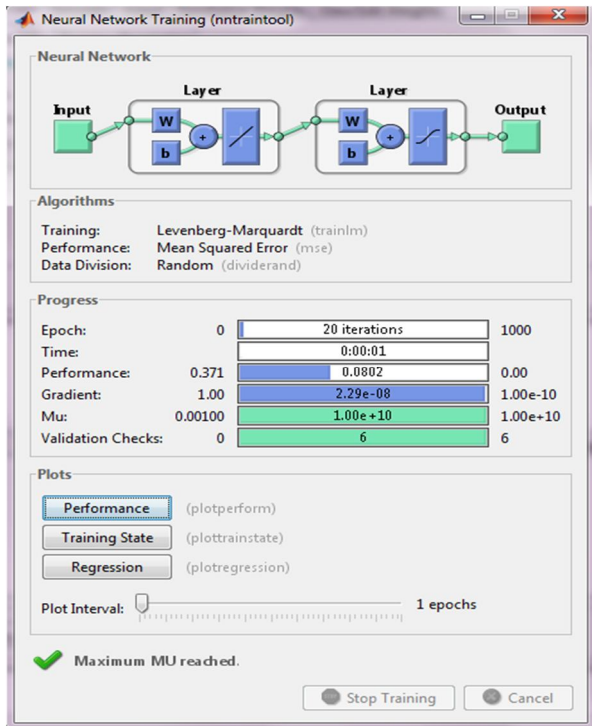 Neural Network Training (nntraintool)
Neural Network
Layer Layer
Input Output
W W
b b
+ +
Algorithms
Training: Levenberg-Marquardt (trainlm)
Performance: Mean Squared Error (mse)
Data Division: Random (dividerand)
Progress
Epoch: 0 20 iterations 1000
Time: 0:00:01
Performance: 0.371 0.0802 0.00
Gradient: 1.00 2.29e-08 1.00e-10
Mu: 0.00100 1.00e+10 1.00e+10
Validation Checks: 0 6 6
Plots
Performance (plotperform)
Training State (plottrainstate)
Regression (plotregression)
Plot Interval: 1 epochs
Maximum MU reached.
Stop Training Cancel